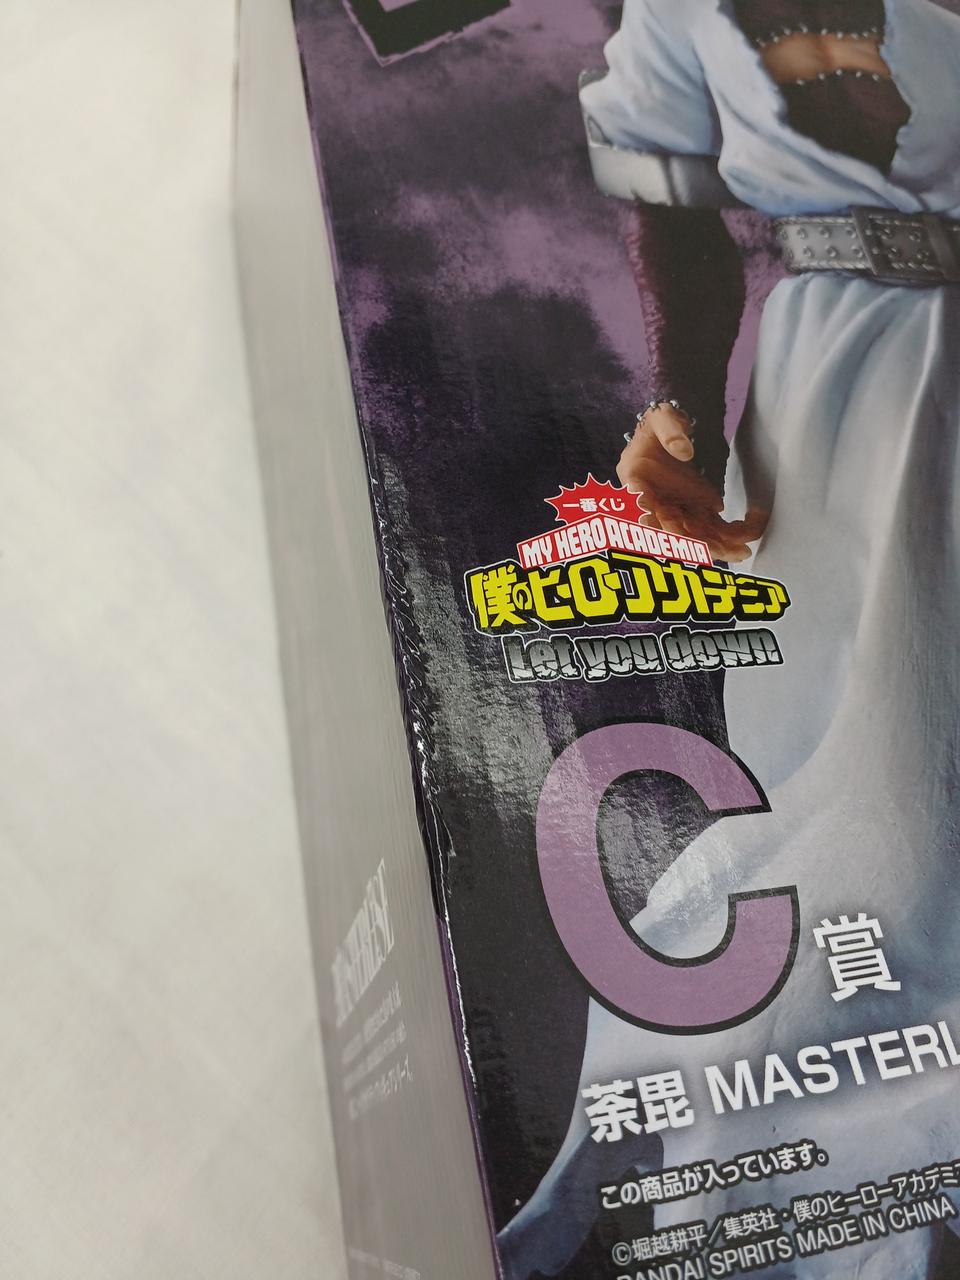 一番くじ
MY HERO ACADEMIA
僕のヒーローアカデミア
Let you down
C賞
荼毘 MASTERL
この商品が入っています。
©堀越耕平／集英社・僕のヒーローアカデミア
BANDAI SPIRITS MADE IN CHINA
MASTERLISE